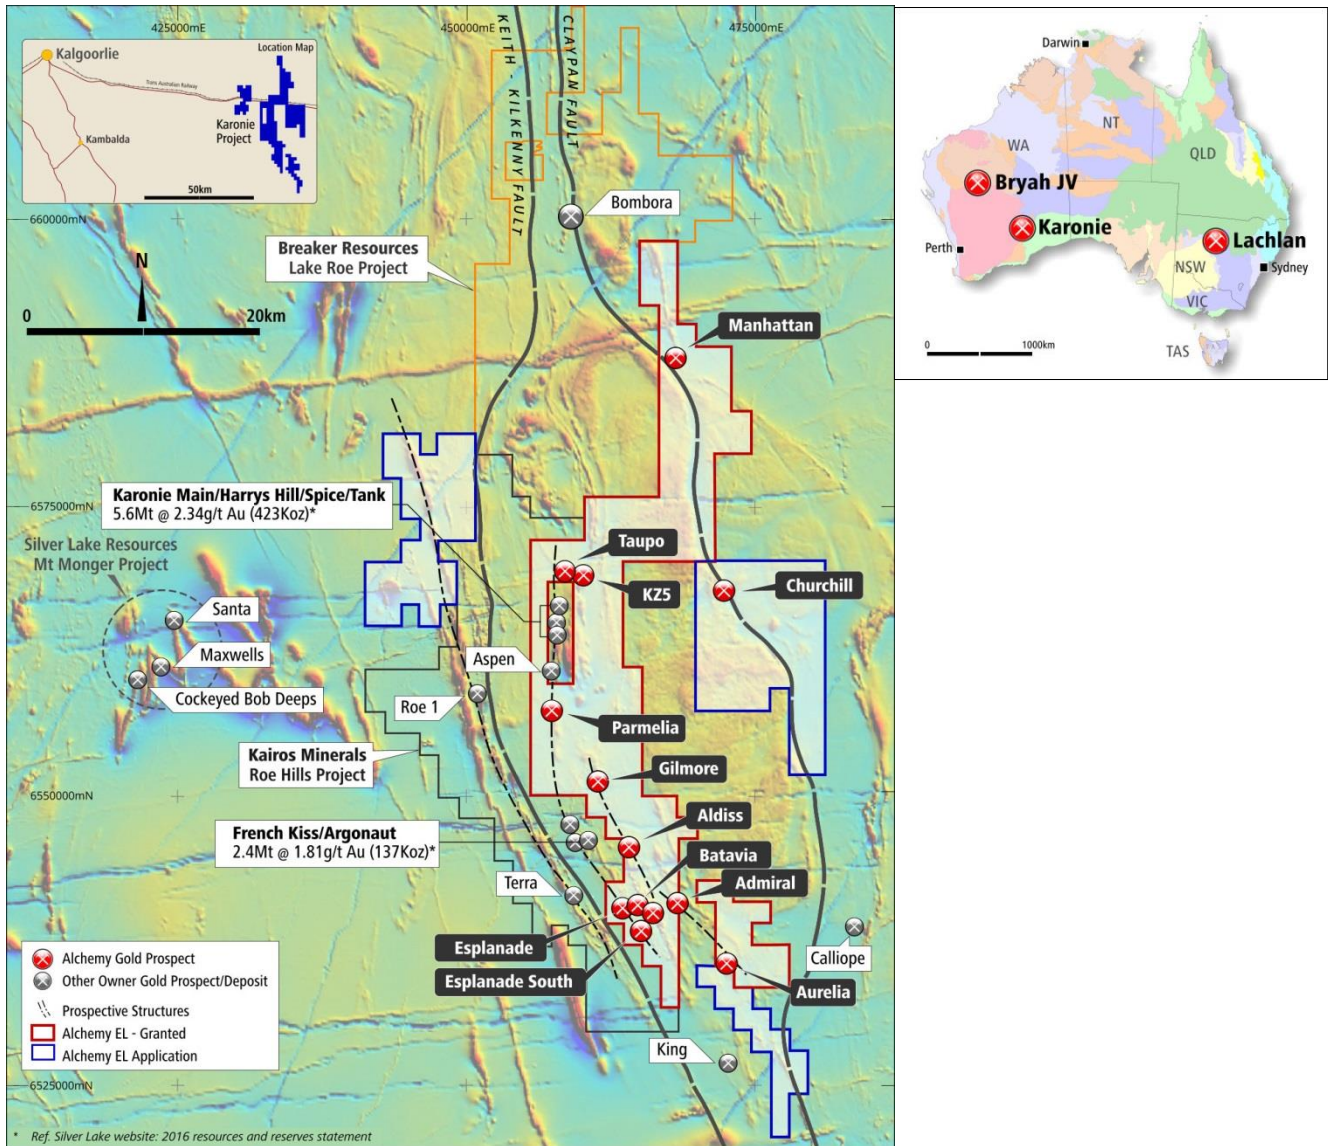 425000mE
450000mE
475000mE
Kalgoorlie
Location Map
Trans Australian Railway
Karonie
Project
Kambalda
50km
KEITH - KILKENNY FAULT
CLAYPAN FAULT
Darwin
NT
WA
QLD
Bryah JV
Karonie
Lachlan
Perth
NSW
Sydney
VIC
TAS
0
1000km
660000mN
Bombora
Breaker Resources
Lake Roe Project
N
0
20km
Manhattan
Karonie Main/Harrys Hill/Spice/Tank
5.6Mt @ 2.34g/t Au (423Koz)*
6575000mN
Silver Lake Resources
Mt Monger Project
Taupo
KZ5
Churchill
Santa
Maxwells
Cockeyed Bob Deeps
Aspen
Roe 1
Parmelia
Kairos Minerals
Roe Hills Project
Gilmore
6550000mN
Aldiss
French Kiss/Argonaut
2.4Mt @ 1.81g/t Au (137Koz)*
Batavia
Terra
Admiral
Esplanade
Esplanade South
Calliope
Aurelia
King
Alchemy Gold Prospect
Other Owner Gold Prospect/Deposit
Prospective Structures
Alchemy EL - Granted
Alchemy EL Application
6525000mN
* Ref. Silver Lake website: 2016 resources and reserves statement